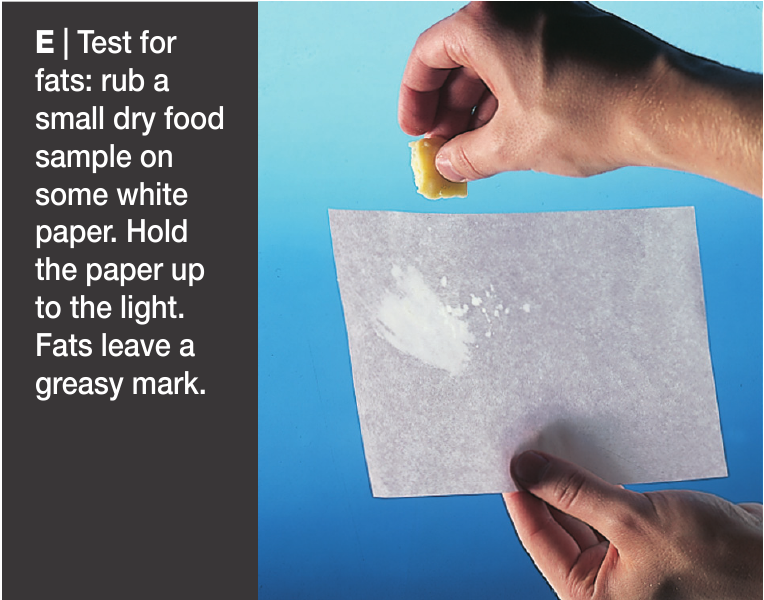 E | Test for
fats: rub a
small dry food
sample on
some white
paper. Hold
the paper up
to the light.
Fats leave a
greasy mark.